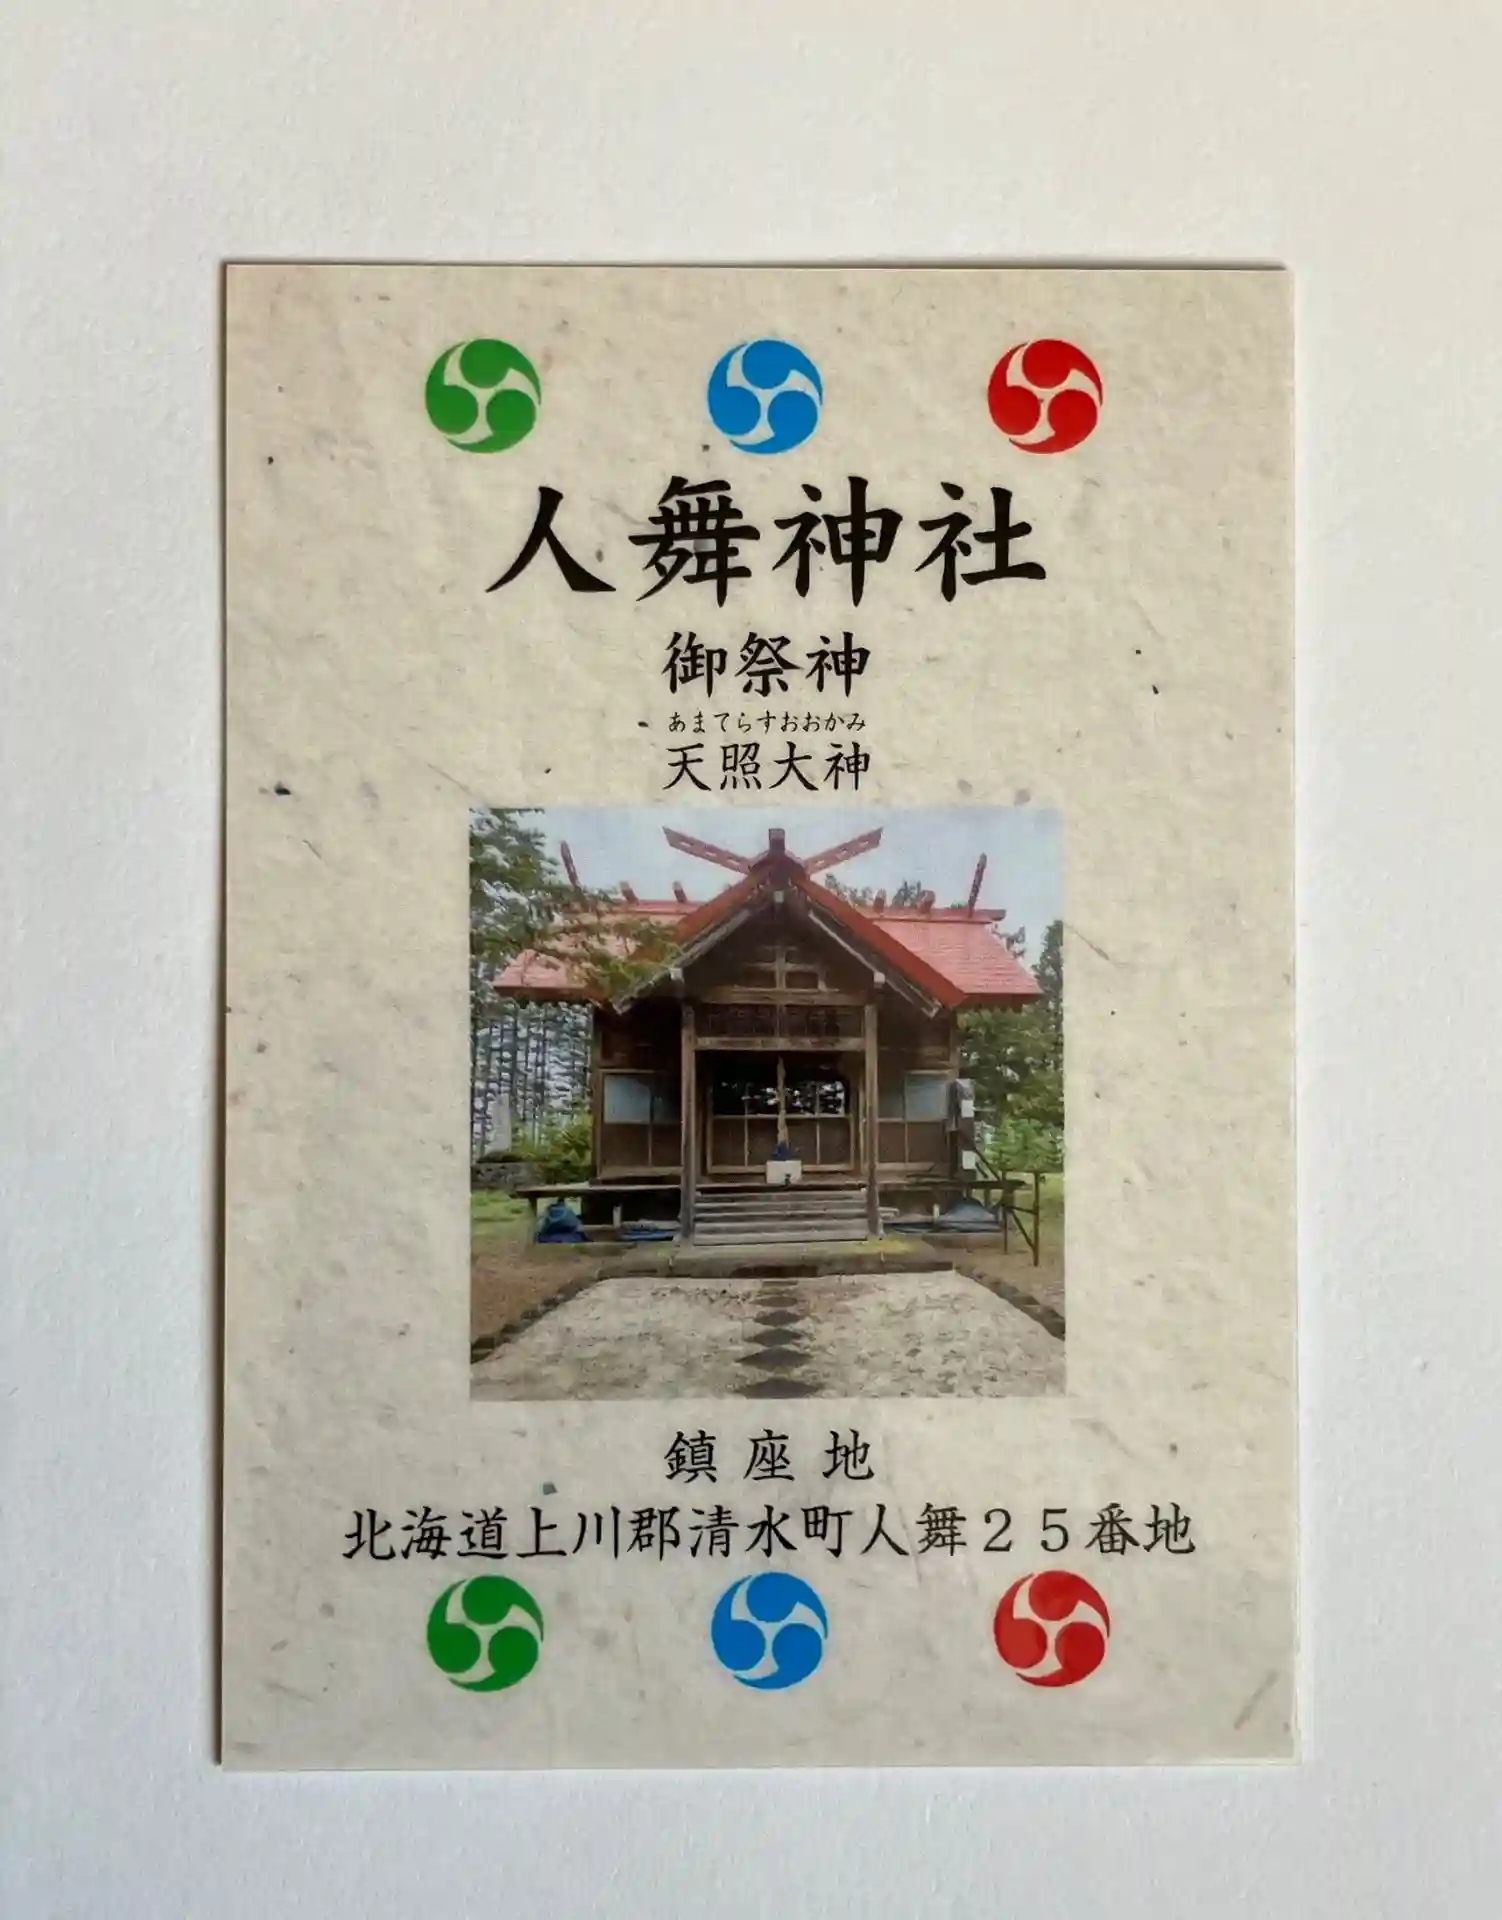 人舞神社
御祭神
あまてらすおおかみ
天照大神
鎮座地
北海道上川郡清水町人舞25番地